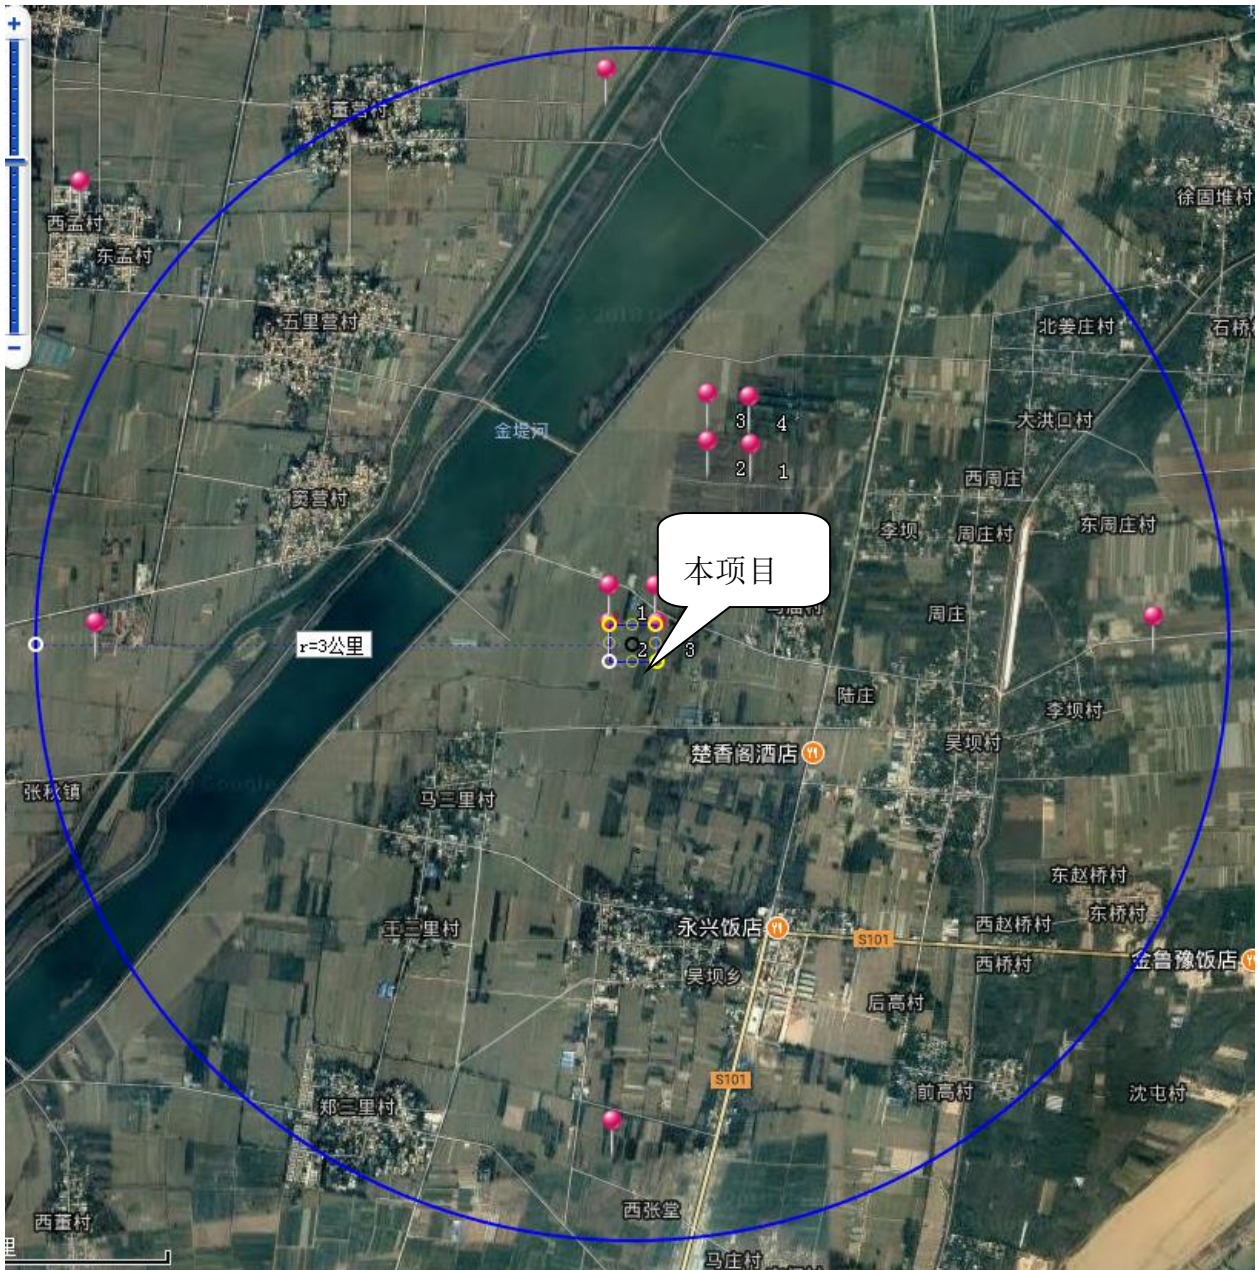 董营村
西孟村
东孟村
徐固堆村
五里营村
北姜庄村
石桥
金堤河
3
4
大洪口村
2
1
西周庄
窦营村
李坝
周庄村
东周庄村
本项目
1
周庄
r=3公里
2
3
陆庄
李坝村
吴坝村
楚香阁酒店
张秋镇
马三里村
东赵桥村
东桥村
王三里村
永兴饭店
S101
西赵桥村
西桥村
金鲁豫饭店
吴坝乡
后高村
S101
前高村
沈屯村
郑三里村
西张堂
西董村
里
马庄村